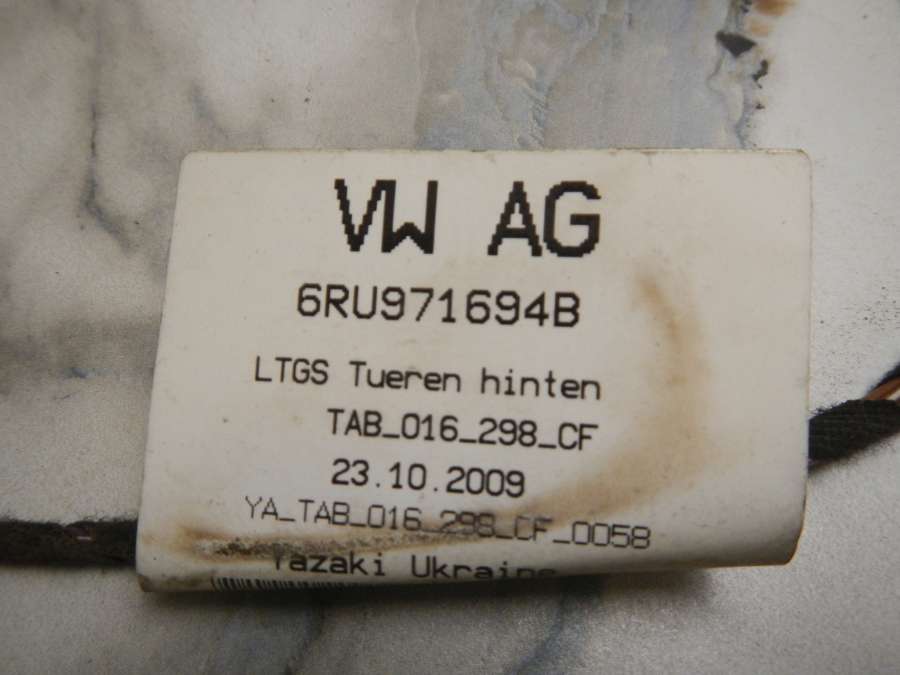 VW AG
6RU971694B
LTGS Tueren hinten
TAB_016_298_CF
23.10.2009
YA_TAB_016_298_CF_0058
Yazaki Ukraine